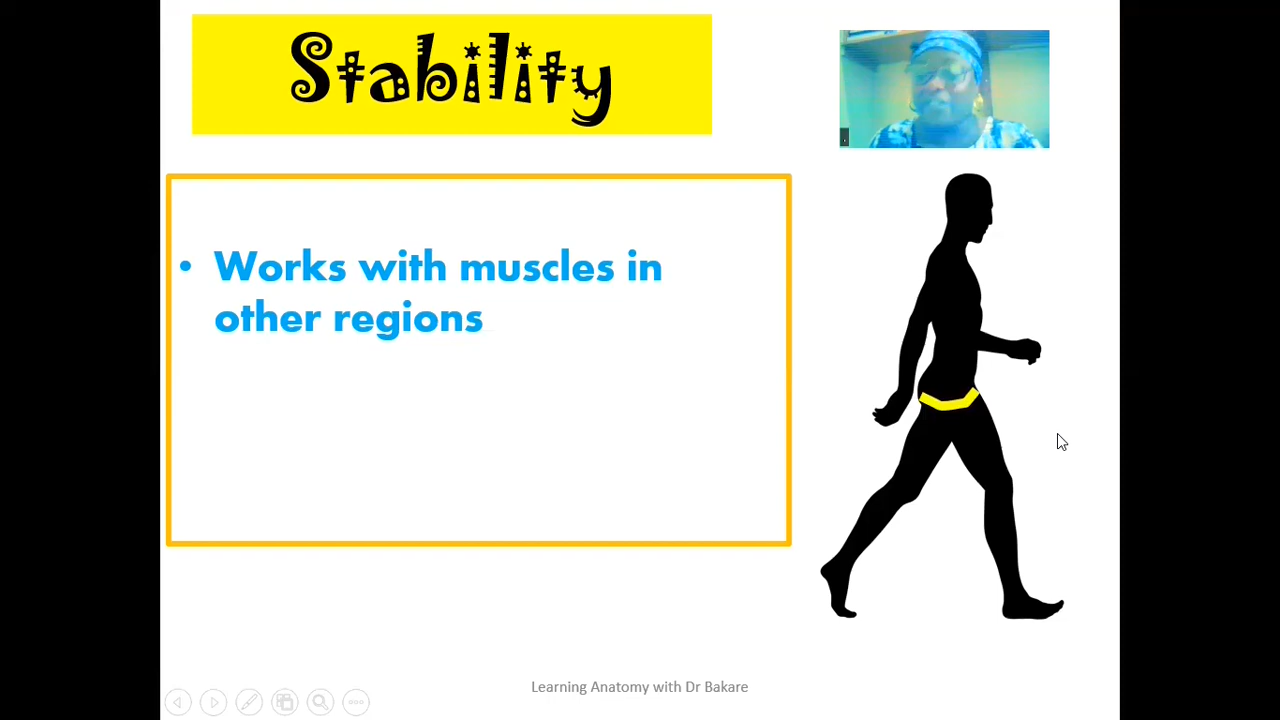 Stability
• Works with muscles in
other regions
Learning Anatomy with Dr Bakare